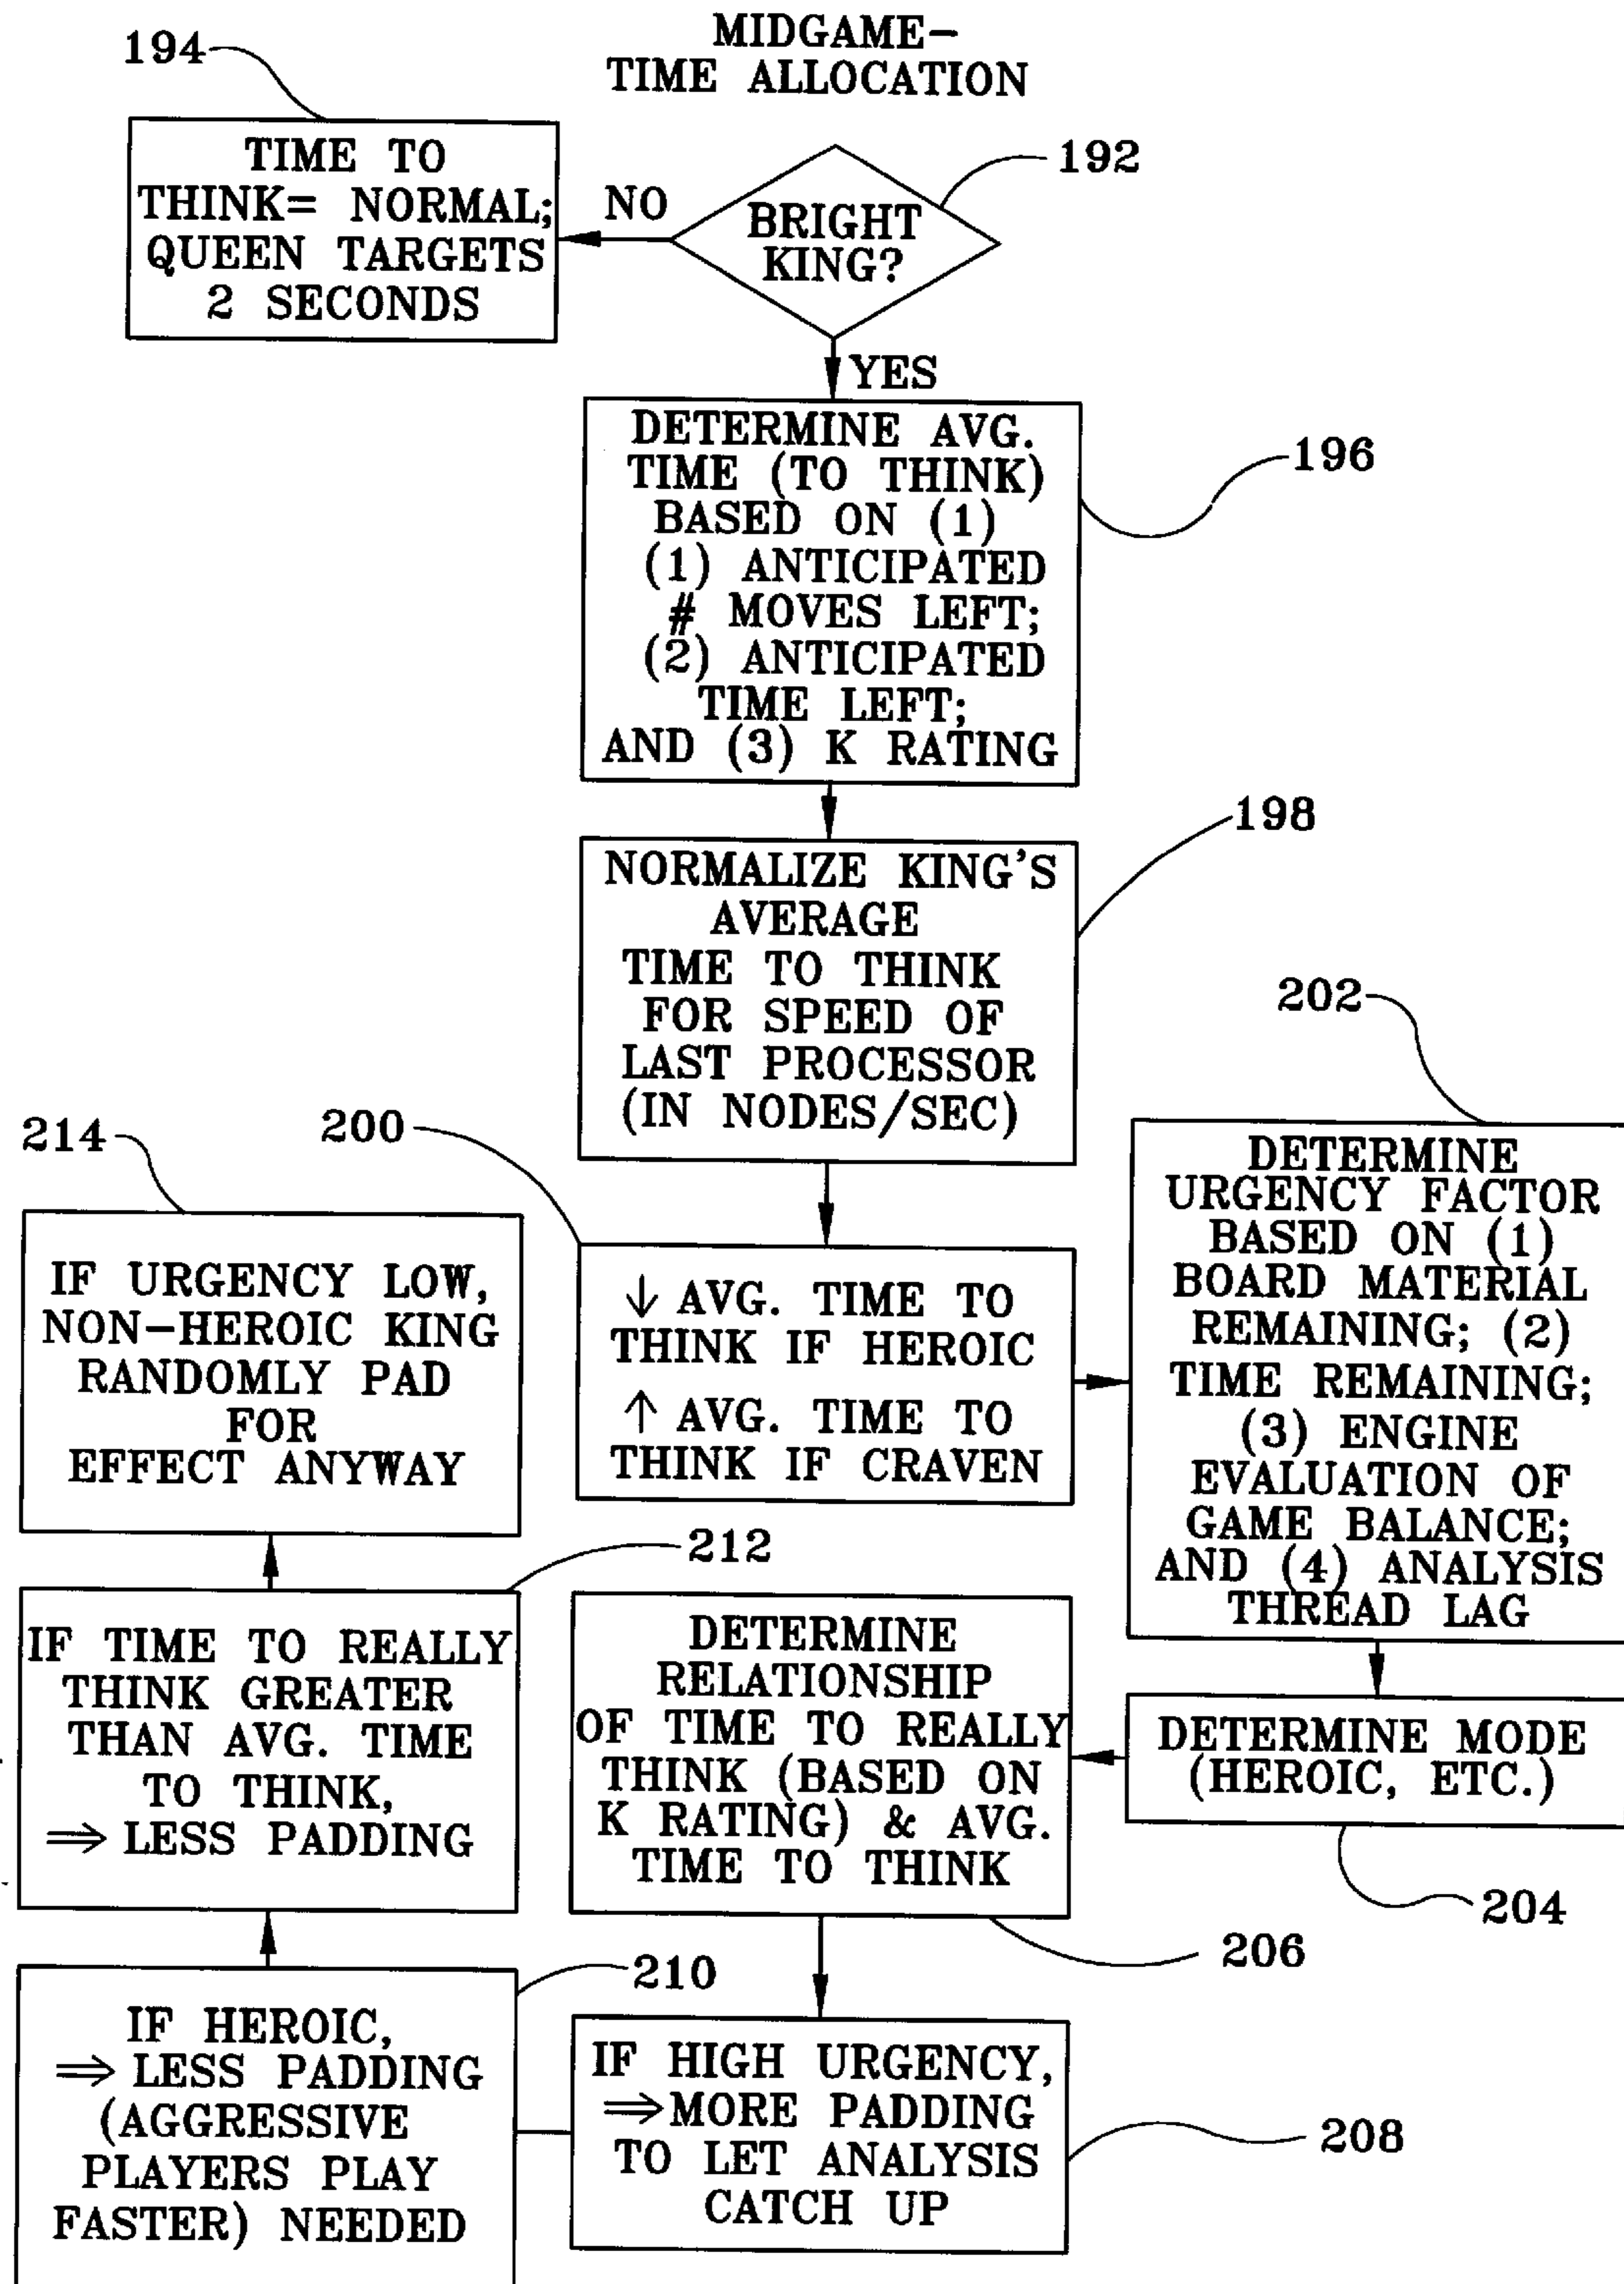 MIDGAME-
TIME ALLOCATION
194
TIME TO
THINK= NORMAL;
QUEEN TARGETS
2 SECONDS
NO
192
BRIGHT
KING?
YES
196
DETERMINE AVG.
TIME (TO THINK)
BASED ON (1)
(1) ANTICIPATED
# MOVES LEFT;
(2) ANTICIPATED
TIME LEFT;
AND (3) K RATING
198
NORMALIZE KING'S
AVERAGE
TIME TO THINK
FOR SPEED OF
LAST PROCESSOR
(IN NODES/SEC)
200
↓ AVG. TIME TO
THINK IF HEROIC
↑ AVG. TIME TO
THINK IF CRAVEN
202
DETERMINE
URGENCY FACTOR
BASED ON (1)
BOARD MATERIAL
REMAINING; (2)
TIME REMAINING;
(3) ENGINE
EVALUATION OF
GAME BALANCE;
AND (4) ANALYSIS
THREAD LAG
DETERMINE MODE
(HEROIC, ETC.)
204
DETERMINE
RELATIONSHIP
OF TIME TO REALLY
THINK (BASED ON
K RATING) & AVG.
TIME TO THINK
206
IF HIGH URGENCY,
⇒MORE PADDING
TO LET ANALYSIS
CATCH UP
208
210
IF HEROIC,
⇒ LESS PADDING
(AGGRESSIVE
PLAYERS PLAY
FASTER) NEEDED
212
IF TIME TO REALLY
THINK GREATER
THAN AVG. TIME
TO THINK,
⇒ LESS PADDING
214
IF URGENCY LOW,
NON-HEROIC KING
RANDOMLY PAD
FOR
EFFECT ANYWAY